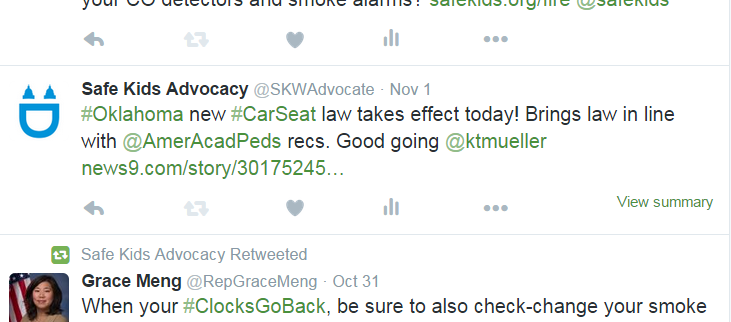 your CO detectors and smoke alarms? safekids.org/fire @safekids
Safe Kids Advocacy @SKWAdvocate · Nov 1
#Oklahoma new #CarSeat law takes effect today! Brings law in line
with @AmerAcadPeds recs. Good going @ktmueller
news9.com/story/30175245…
View summary
Safe Kids Advocacy Retweeted
Grace Meng @RepGraceMeng · Oct 31
When your #ClocksGoBack, be sure to also check-change your smoke